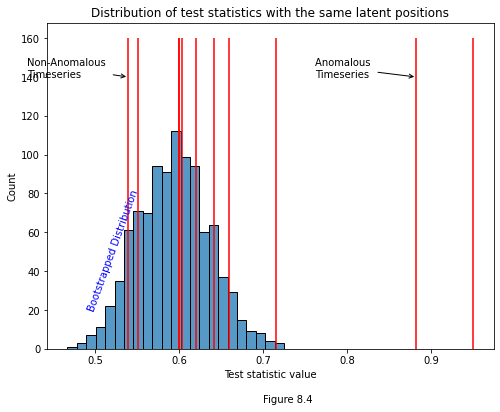 Distribution of test statistics with the same latent positions
160
140
120
100
80
60
40
20
0
Count
Non-Anomalous
Timeseries
Anomalous
Timeseries
Bootstrapped Distribution
0.5 0.6 0.7 0.8 0.9
Test statistic value
Figure 8.4